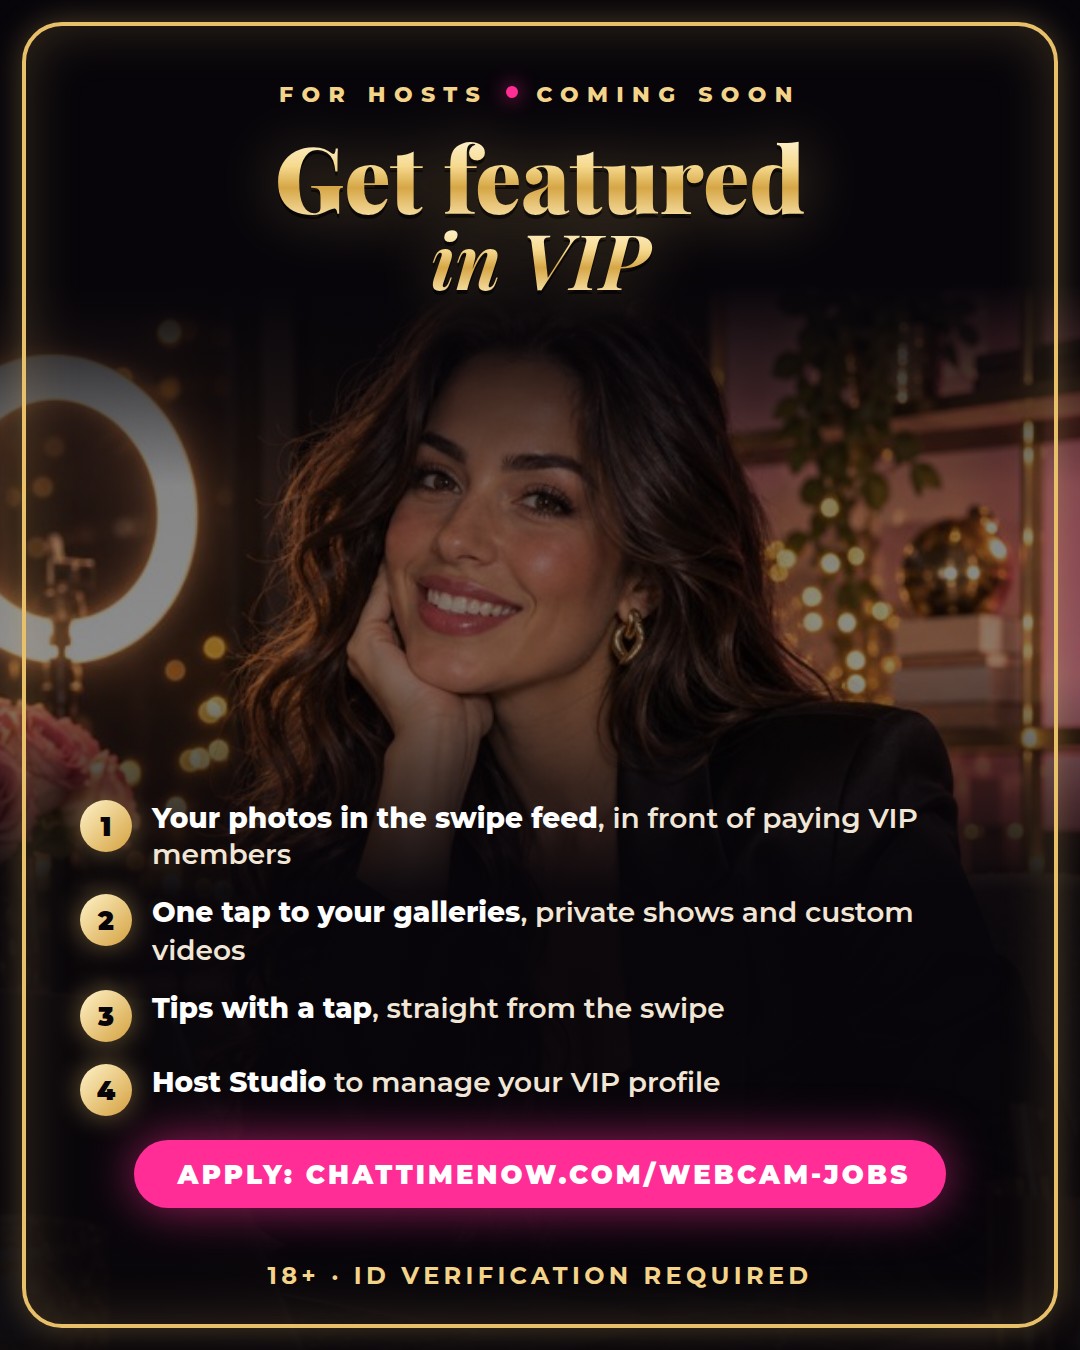 FOR HOSTS • COMING SOON
Get featured
in VIP
1 Your photos in the swipe feed, in front of paying VIP
members
2 One tap to your galleries, private shows and custom
videos
3 Tips with a tap, straight from the swipe
4 Host Studio to manage your VIP profile
APPLY: CHATTIMENOW.COM/WEBCAM-JOBS
18+ · ID VERIFICATION REQUIRED